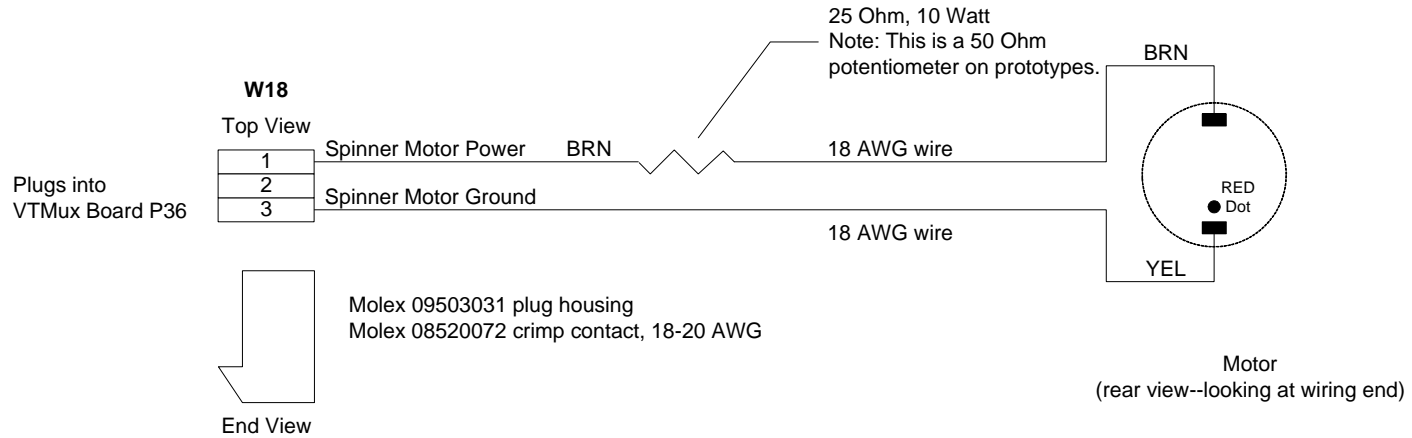 25 Ohm, 10 Watt
Note: This is a 50 Ohm
potentiometer on prototypes.
BRN
W18
Top View
1
Spinner Motor Power
BRN
18 AWG wire
2
Plugs into
VTMux Board P36
3
Spinner Motor Ground
18 AWG wire
RED
Dot
YEL
Molex 09503031 plug housing
Molex 08520072 crimp contact, 18-20 AWG
Motor
(rear view--looking at wiring end)
End View